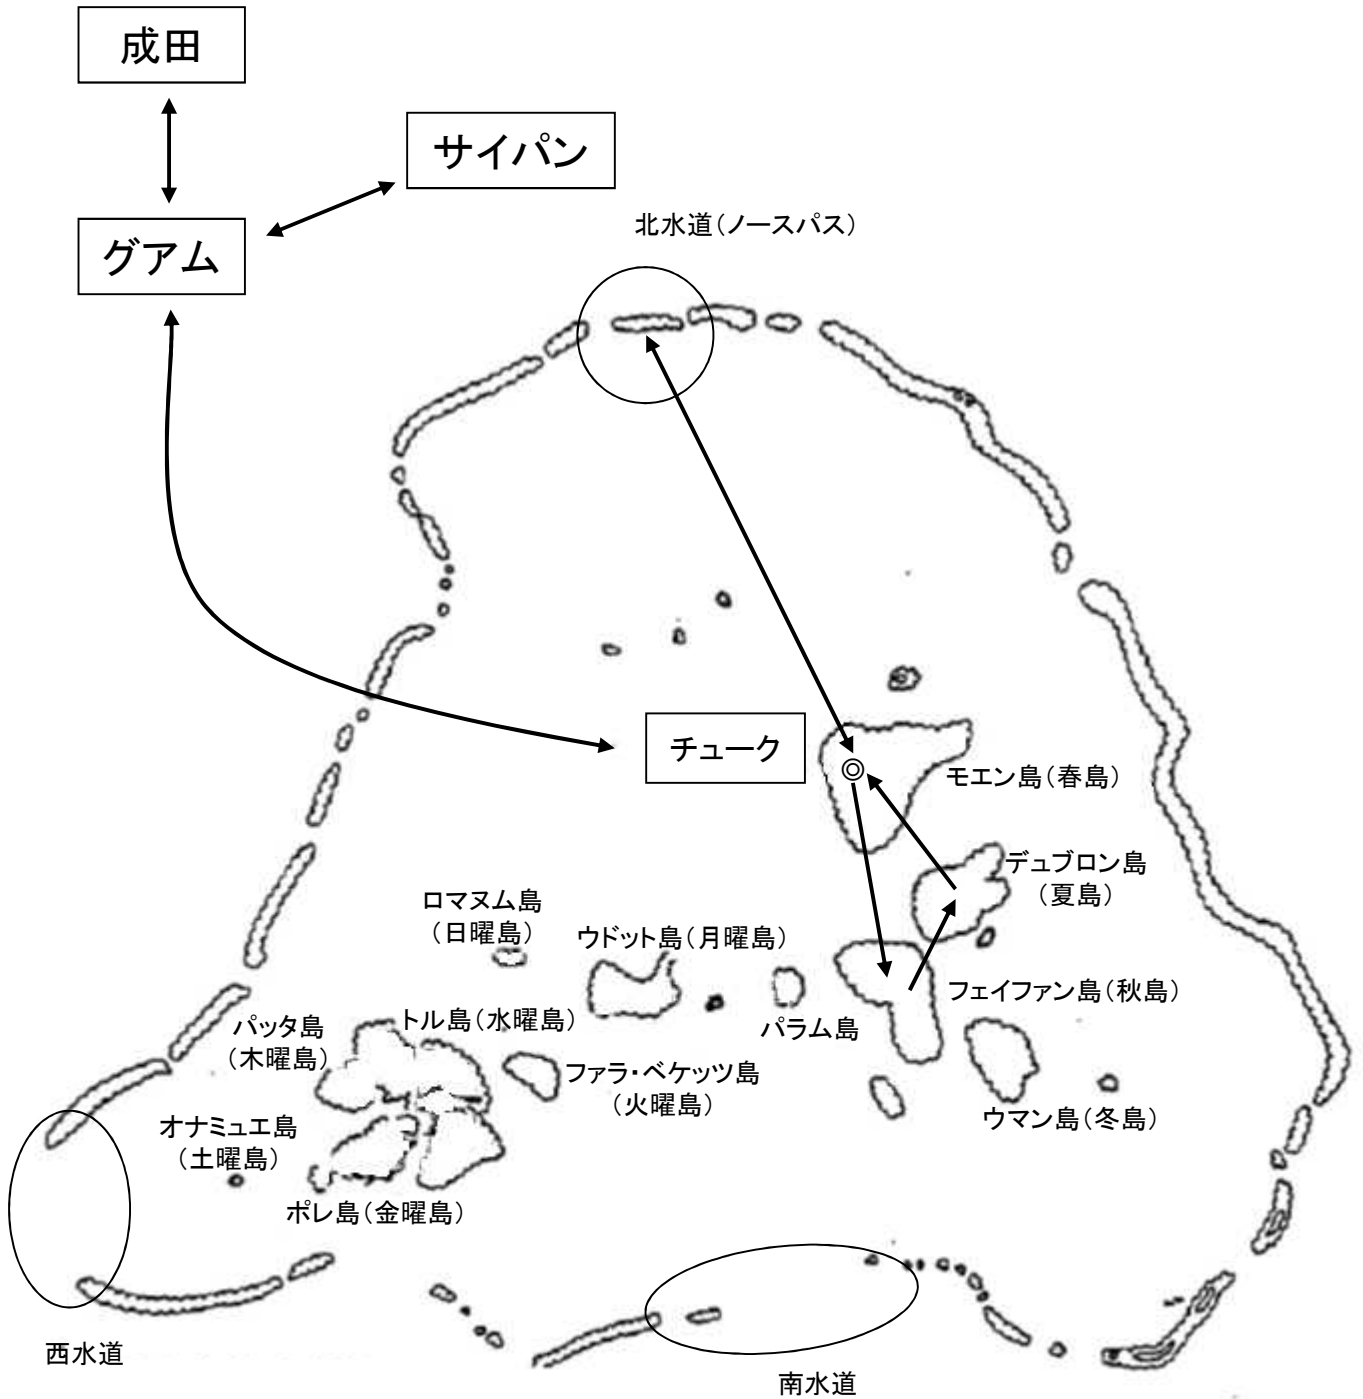 成田
サイパン
グアム
北水道（ノースパス）
チューク
モエン島（春島）
デュブロン島
（夏島）
ロマヌム島
（日曜島）
ウドット島（月曜島）
フェイファン島（秋島）
パラム島
トル島（水曜島）
パッタ島
（木曜島）
ファラ・ベケッツ島
（火曜島）
ウマン島（冬島）
オナミュエ島
（土曜島）
ポレ島（金曜島）
西水道
南水道